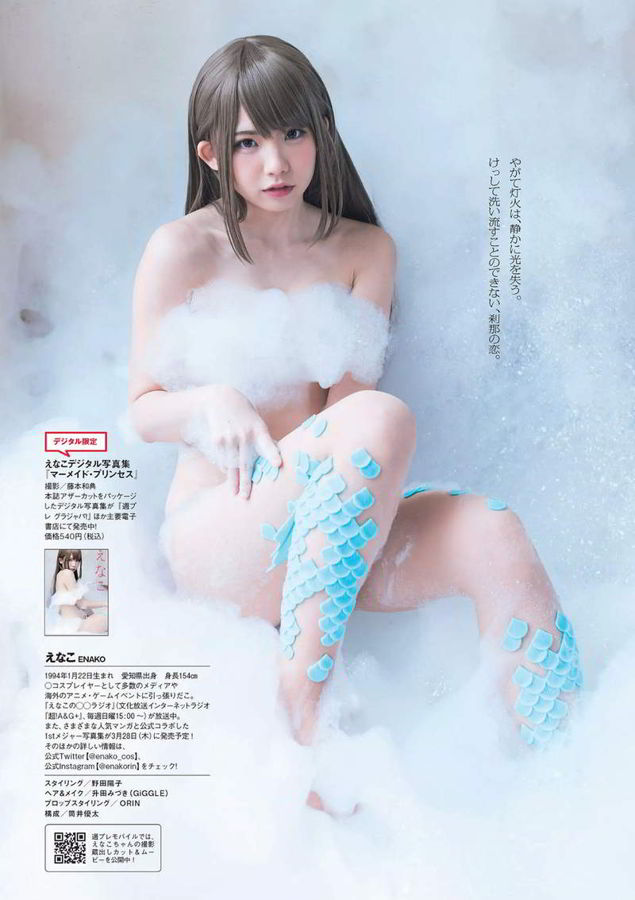 やがて灯火は、静かに光を失う。
けっして洗い流すことのできない、刹那の恋。
デジタル限定
えなこデジタル写真集
『マーメイド・プリンセス』
撮影／藤本和典
本誌アザーカットをパッケージ
したデジタル写真集が「週プ
レ グラジャパ!」ほか主要電子
書店にて発売中!
価格540円(税込)
えなこ
えなこ ENAKO
1994年1月22日生まれ 愛知県出身 身長154㎝
○コスプレイヤーとして多数のメディアや
海外のアニメ・ゲームイベントに引っ張りだこ。
『えなこの○○ラジオ』(文化放送インターネットラジオ
『超!A&G+』、毎週日曜15:00～)が放送中。
また、さまざまな人気マンガと公式コラボした
1stメジャー写真集が3月28日(木)に発売予定!
そのほかの詳しい情報は、
公式Twitter【@enako_cos】、
公式Instagram【@enakorin】をチェック!
スタイリング／野田陽子
ヘア&メイク／升田みつき(GiGGLE)
プロップスタイリング／ORIN
構成／筒井優太
週プレモバイルでは、
えなこちゃんの撮影
蔵出しカット&ムー
ビーを公開中!